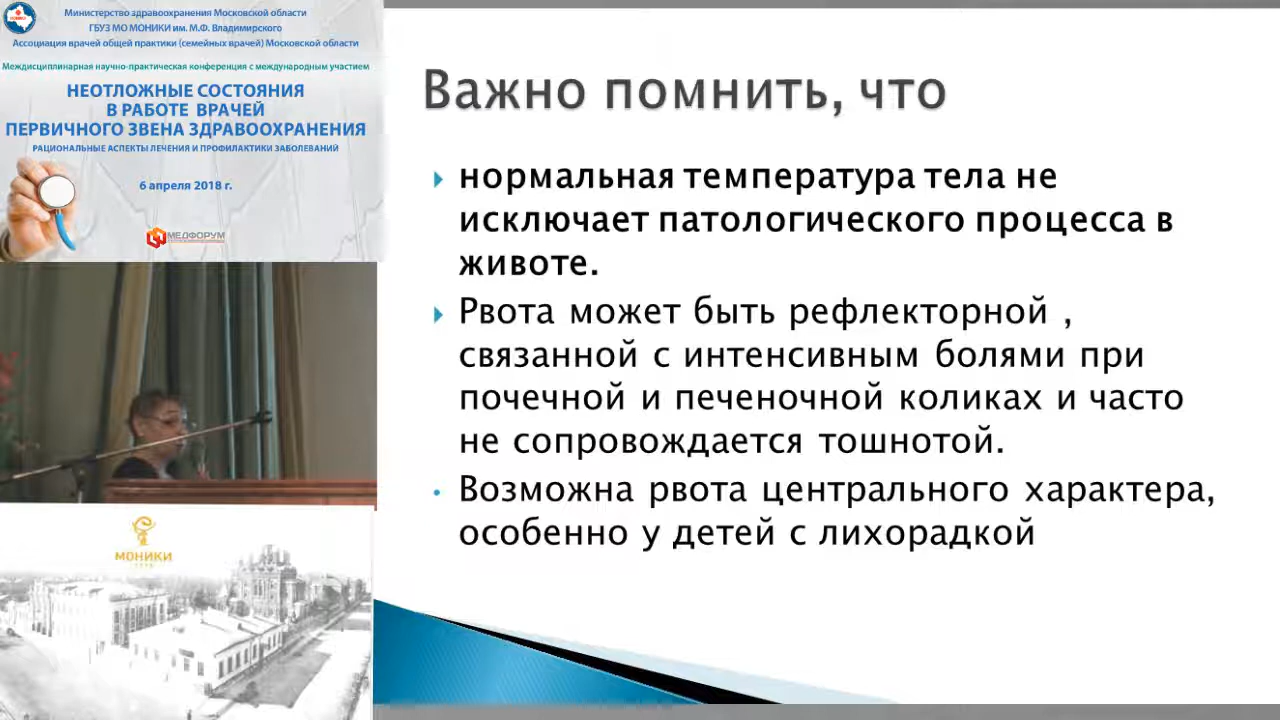 Министерство здравоохранения Московской области
ГБУЗ МО МОНИКИ им. М.Ф. Владимирского
Ассоциация врачей общей практики (семейных врачей) Московской области
Междисциплинарная научно-практическая конференция с международным участием
НЕОТЛОЖНЫЕ СОСТОЯНИЯ
В РАБОТЕ ВРАЧЕЙ
ПЕРВИЧНОГО ЗВЕНА ЗДРАВООХРАНЕНИЯ
РАЦИОНАЛЬНЫЕ АСПЕКТЫ ЛЕЧЕНИЯ И ПРОФИЛАКТИКИ ЗАБОЛЕВАНИЙ
6 апреля 2018 г.
МЕДФОРУМ
МОНИКИ
Важно помнить, что
нормальная температура тела не
исключает патологического процесса в
животе.
Рвота может быть рефлекторной ,
связанной с интенсивным болями при
почечной и печеночной коликах и часто
не сопровождается тошнотой.
Возможна рвота центрального характера,
особенно у детей с лихорадкой